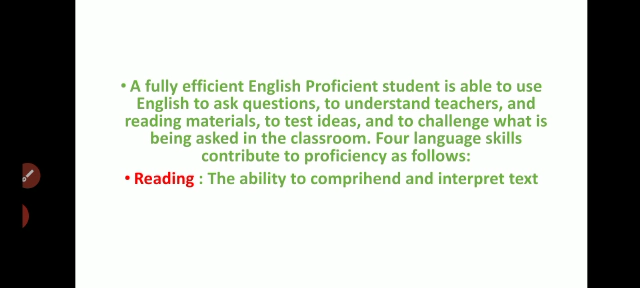 • A fully efficient English Proficient student is able to use
English to ask questions, to understand teachers, and
reading materials, to test ideas, and to challenge what is
being asked in the classroom. Four language skills
contribute to proficiency as follows:
• Reading : The ability to comprihend and interpret text